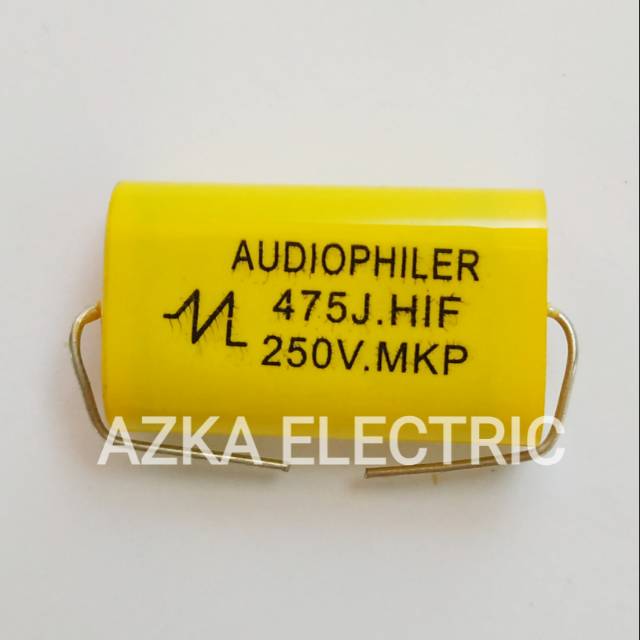 AUDIOPHILER
475J.HIF
250V.MKP
AZKA ELECTRIC